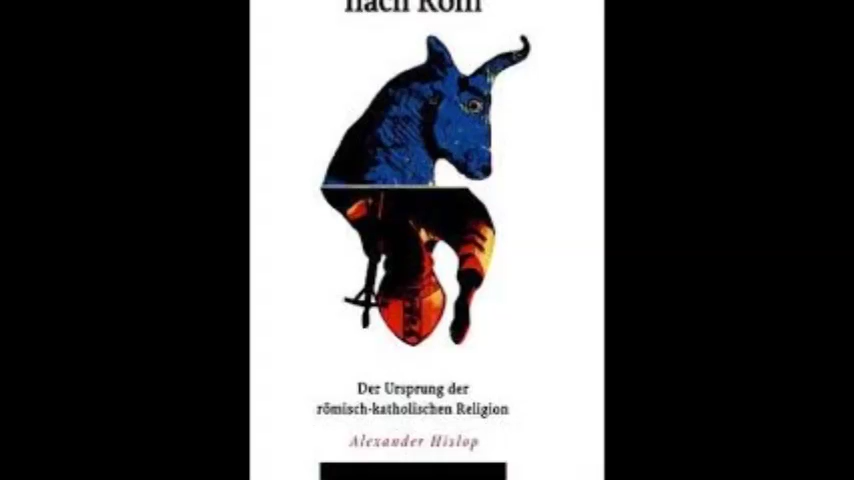 nach Rom
Der Ursprung der
römisch-katholischen Religion
Alexander Hislop